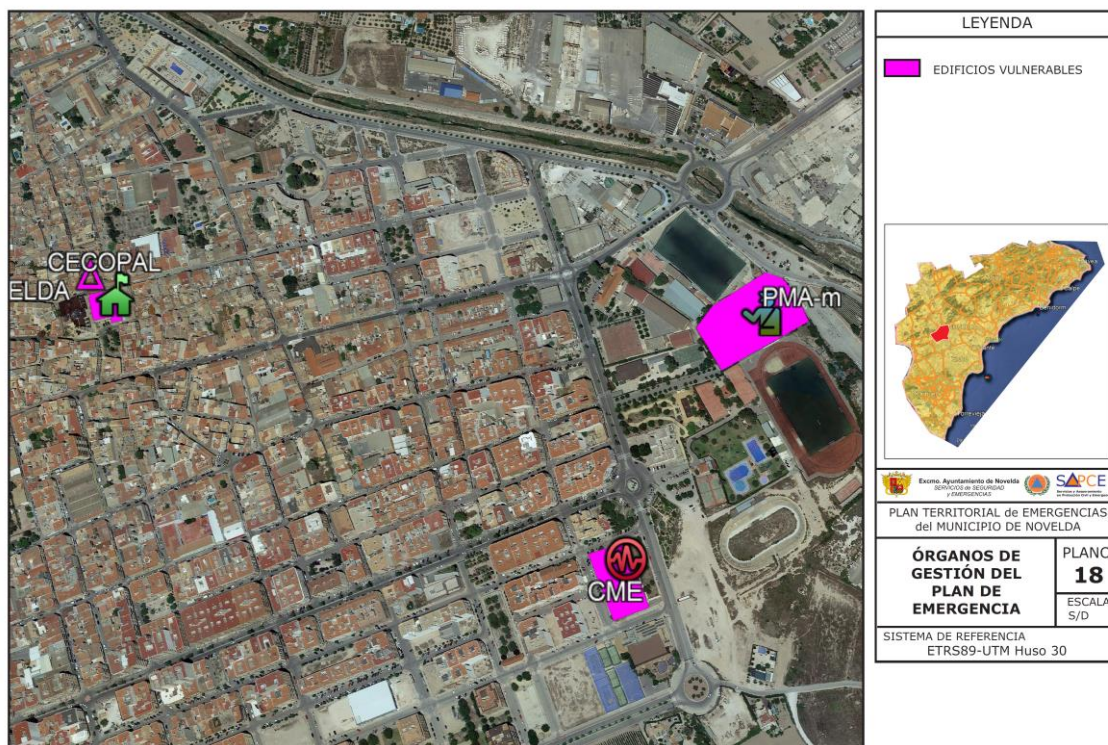 CECOPAL
ELDA
PMA-m
CME
LEYENDA
EDIFICIOS VULNERABLES
Excmo. Ayuntamiento de Novelda
SERVICIOS de SEGURIDAD
y EMERGENCIAS
SAPCE
PLAN TERRITORIAL de EMERGENCIAS
del MUNICIPIO DE NOVELDA
ÓRGANOS DE
GESTIÓN DEL
PLAN DE
EMERGENCIA
PLANO
18
ESCALA
S/D
SISTEMA DE REFERENCIA
ETRS89-UTM Huso 30